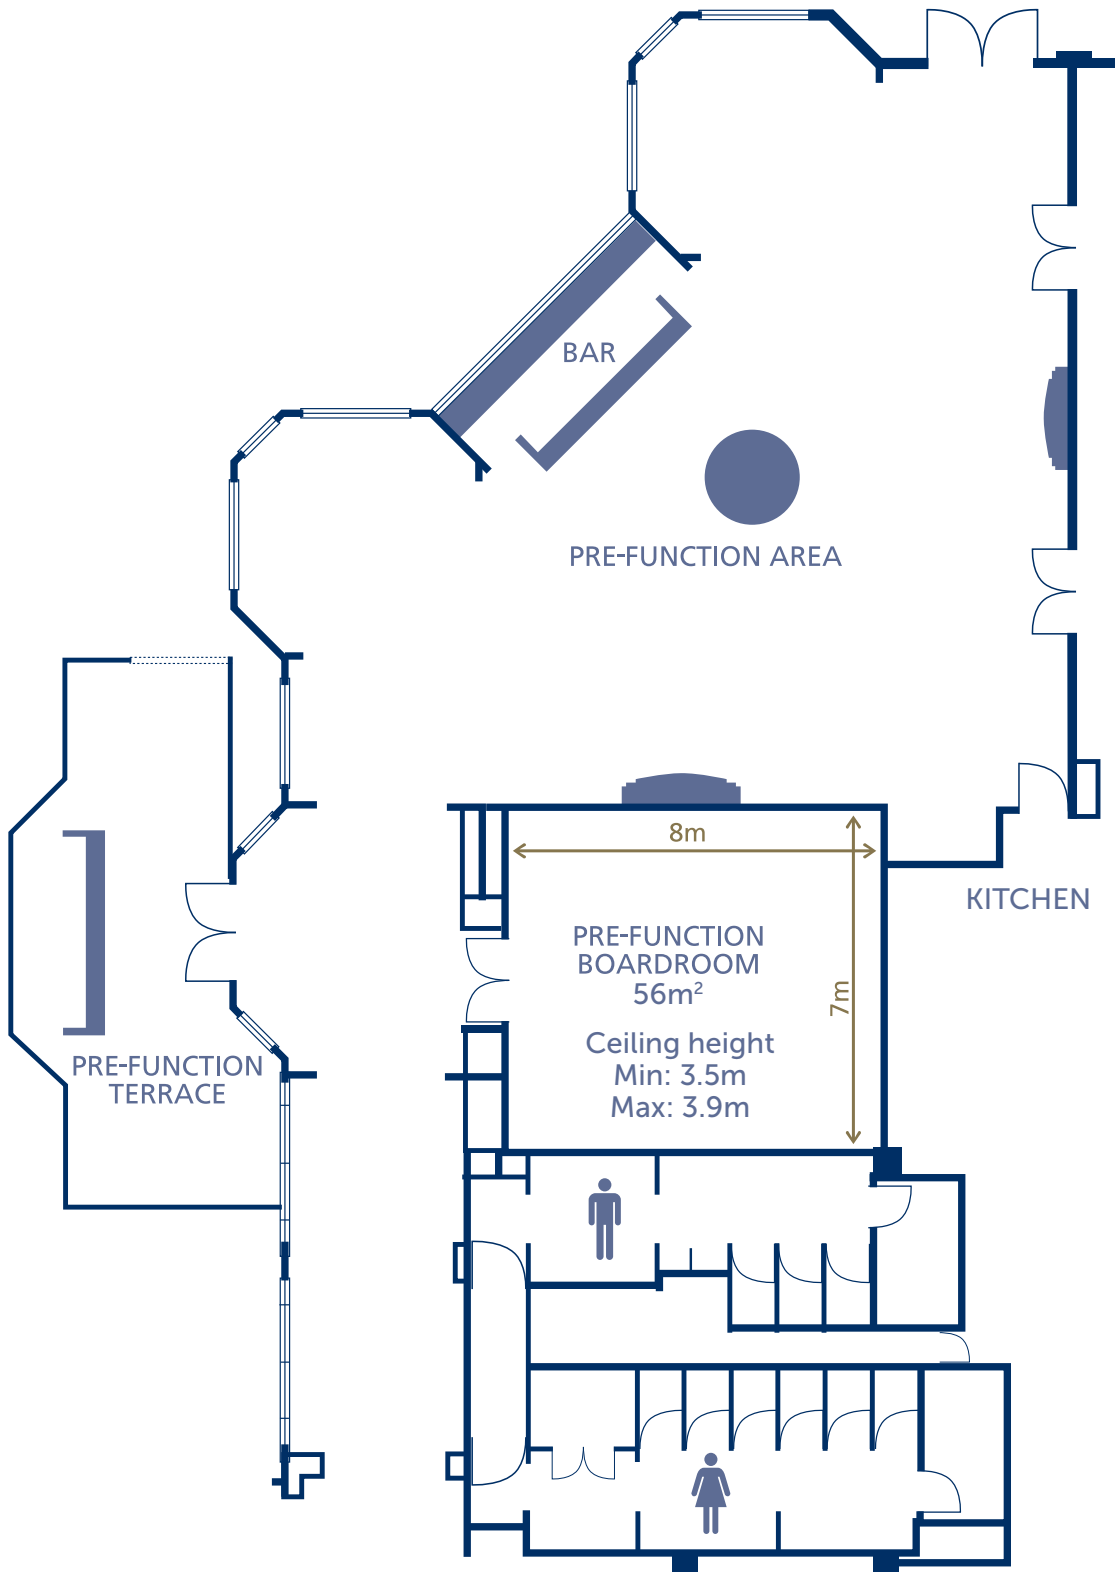 BAR
PRE-FUNCTION AREA
8m
KITCHEN
PRE-FUNCTION
BOARDROOM
56m²
7m
Ceiling height
Min: 3.5m
Max: 3.9m
PRE-FUNCTION
TERRACE